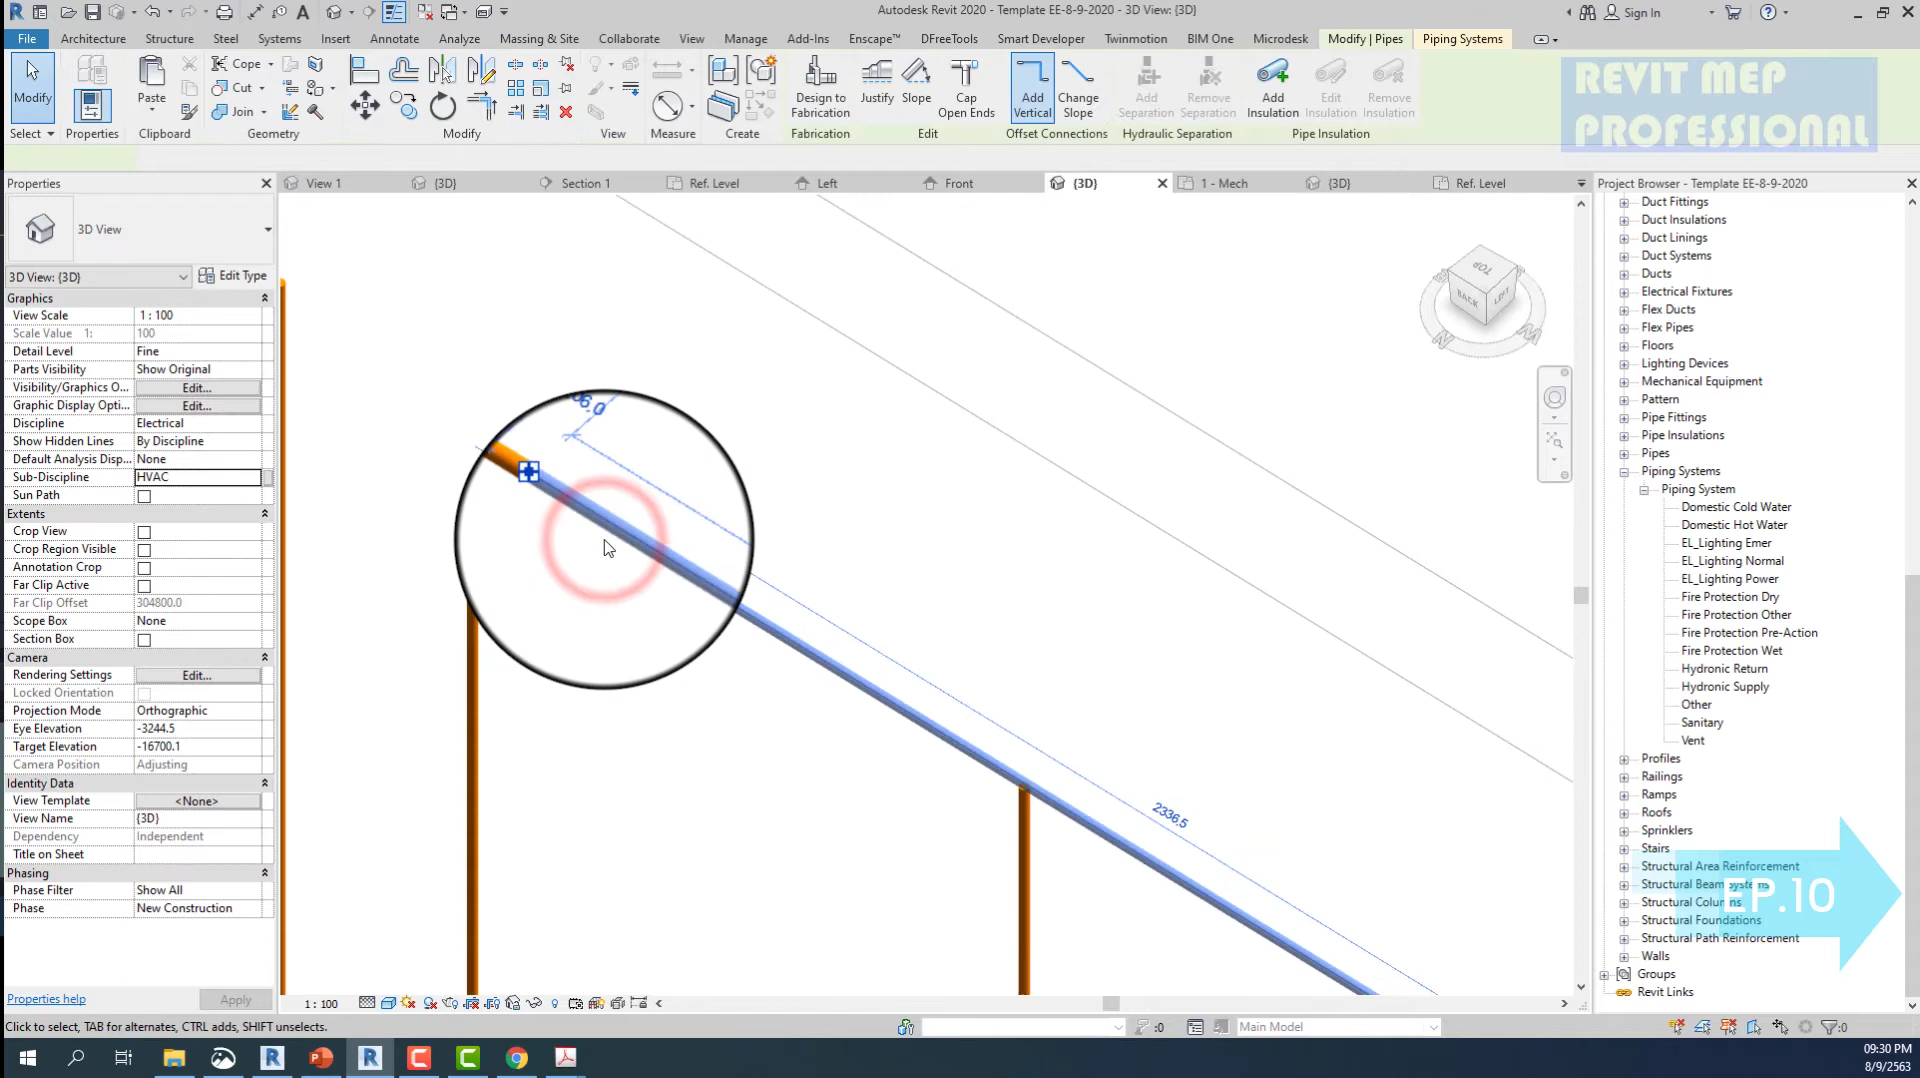 Autodesk Revit 2020 - Template EE-8-9-2020 - 3D View: {3D}
Sign In
File Architecture Structure Steel Systems Insert Annotate Analyze Massing & Site Collaborate View Manage Add-Ins Enscape™ DFreeTools Smart Developer Twinmotion BIM One Microdesk Modify | Pipes Piping Systems
Modify
Select
Properties
Paste
Clipboard
Cope
Cut
Join
Geometry
Modify
View
Measure
Create
Design to Fabrication
Fabrication
Justify
Slope
Cap Open Ends
Edit
Add Vertical
Change Slope
Offset Connections
Add Separation
Remove Separation
Hydraulic Separation
Add Insulation
Edit Insulation
Remove Insulation
Pipe Insulation
REVIT MEP
PROFESSIONAL
Properties
View 1 {3D} Section 1 Ref. Level Left Front {3D} 1 - Mech {3D} Ref. Level
Project Browser - Template EE-8-9-2020
3D View
3D View: {3D} Edit Type
Graphics
View Scale 1 : 100
Scale Value 1: 100
Detail Level Fine
Parts Visibility Show Original
Visibility/Graphics O... Edit...
Graphic Display Opti... Edit...
Discipline Electrical
Show Hidden Lines By Discipline
Default Analysis Disp... None
Sub-Discipline HVAC
Sun Path
Extents
Crop View
Crop Region Visible
Annotation Crop
Far Clip Active
Far Clip Offset 304800.0
Scope Box None
Section Box
Camera
Rendering Settings Edit...
Locked Orientation
Projection Mode Orthographic
Eye Elevation -3244.5
Target Elevation -16700.1
Camera Position Adjusting
Identity Data
View Template <None>
View Name {3D}
Dependency Independent
Title on Sheet
Phasing
Phase Filter Show All
Phase New Construction
Properties help Apply
TOP
BACK
LEFT
2336.5
Duct Fittings
Duct Insulations
Duct Linings
Duct Systems
Ducts
Electrical Fixtures
Flex Ducts
Flex Pipes
Floors
Lighting Devices
Mechanical Equipment
Pattern
Pipe Fittings
Pipe Insulations
Pipes
Piping Systems
Piping System
Domestic Cold Water
Domestic Hot Water
EL_Lighting Emer
EL_Lighting Normal
EL_Lighting Power
Fire Protection Dry
Fire Protection Other
Fire Protection Pre-Action
Fire Protection Wet
Hydronic Return
Hydronic Supply
Other
Sanitary
Vent
Profiles
Railings
Ramps
Roofs
Sprinklers
Stairs
Structural Area Reinforcement
Structural Beam Systems
Structural Columns
Structural Foundations
Structural Path Reinforcement
Walls
Groups
Revit Links
EP.10
1 : 100
Click to select, TAB for alternates, CTRL adds, SHIFT unselects.
:0
Main Model
:0
09:30 PM
8/9/2563